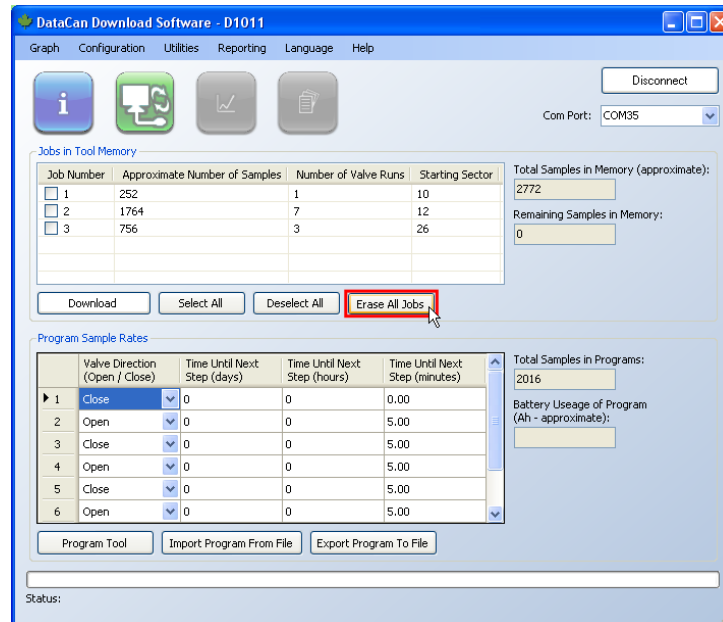 DataCan Download Software - D1011
Graph Configuration Utilities Reporting Language Help
Disconnect
Com Port: COM35
Jobs in Tool Memory
Job Number Approximate Number of Samples Number of Valve Runs Starting Sector
1 252 1 10
2 1764 7 12
3 756 3 26
Total Samples in Memory (approximate):
2772
Remaining Samples in Memory:
0
Download Select All Deselect All Erase All Jobs
Program Sample Rates
Valve Direction (Open / Close) Time Until Next Step (days) Time Until Next Step (hours) Time Until Next Step (minutes)
1 Close 0 0 0.00
2 Open 0 0 5.00
3 Close 0 0 5.00
4 Open 0 0 5.00
5 Close 0 0 5.00
6 Open 0 0 5.00
Total Samples in Programs:
2016
Battery Useage of Program
(Ah - approximate):
Program Tool Import Program From File Export Program To File
Status: